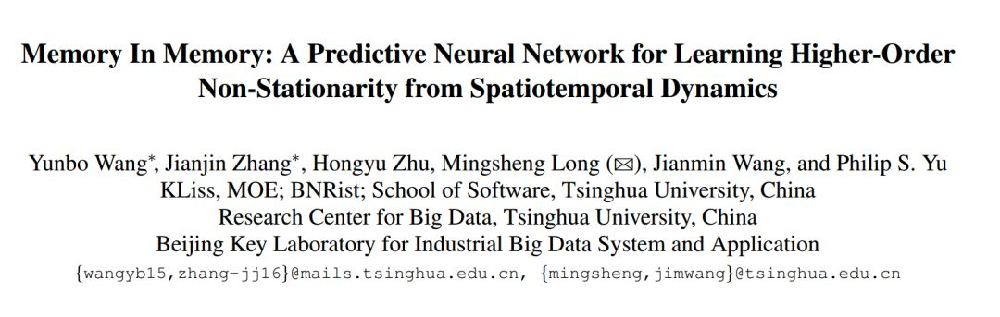 Memory In Memory: A Predictive Neural Network for Learning Higher-Order
Non-Stationarity from Spatiotemporal Dynamics
Yunbo Wang*, Jianjin Zhang*, Hongyu Zhu, Mingsheng Long (✉), Jianmin Wang, and Philip S. Yu
KLiss, MOE; BNRist; School of Software, Tsinghua University, China
Research Center for Big Data, Tsinghua University, China
Beijing Key Laboratory for Industrial Big Data System and Application
{wangyb15,zhang-jj16}@mails.tsinghua.edu.cn, {mingsheng,jimwang}@tsinghua.edu.cn